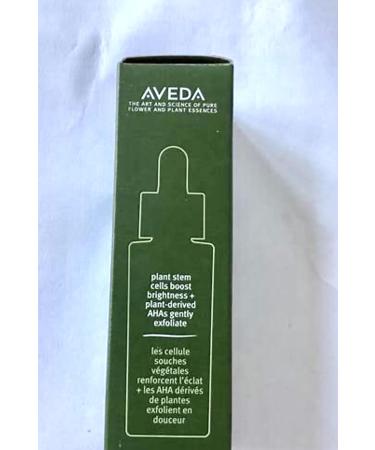 AVEDA
THE ART AND SCIENCE OF PURE
FLOWER AND PLANT ESSENCES
plant stem
cells boost
brightness +
plant-derived
AHAs gently
exfoliate
les cellule
souches
végétales
renforcent l'éclat
+ les AHA dérivés
de plantes
exfolient en
douceur